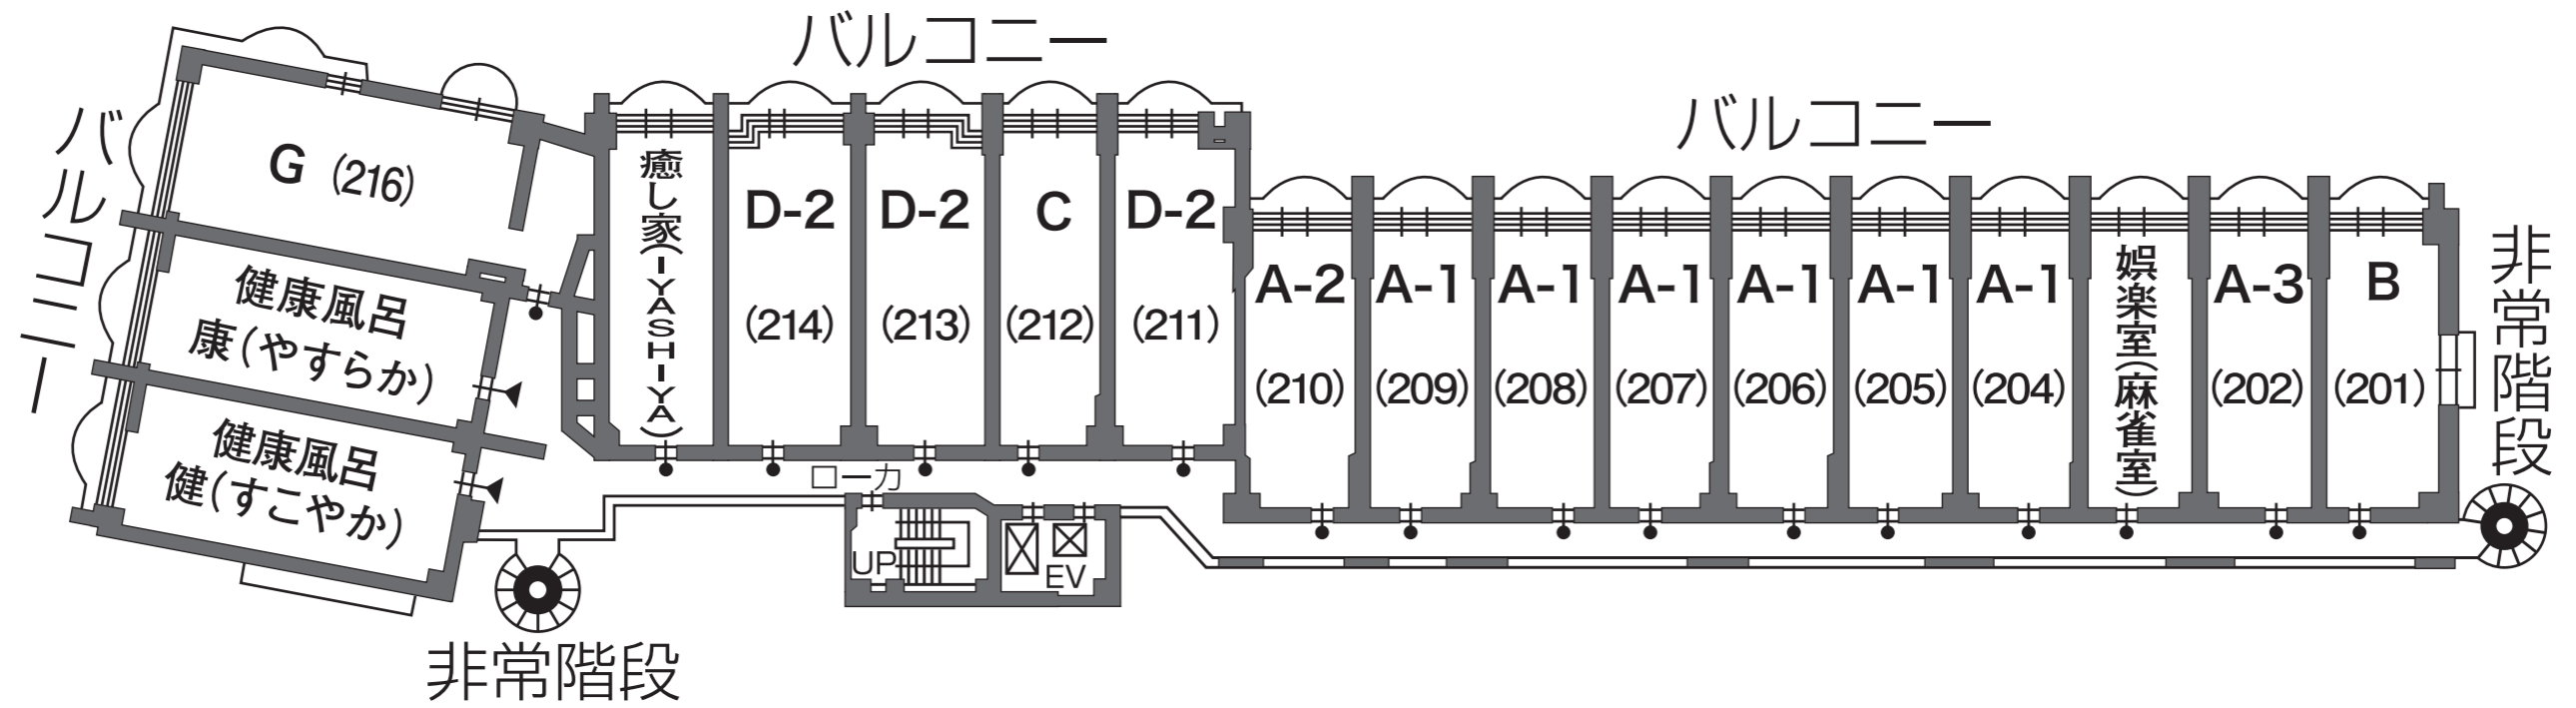 バルコニー
バルコニー
バルコニー
G (216)
健康風呂
康(やすらか)
健康風呂
健(すこやか)
癒し家(IYASHIYA)
D-2
(214)
D-2
(213)
C
(212)
D-2
(211)
A-2
(210)
A-1
(209)
A-1
(208)
A-1
(207)
A-1
(206)
A-1
(205)
A-1
(204)
娯楽室(麻雀室)
A-3
(202)
B
(201)
非常階段
ローカ
UP
EV
非常階段